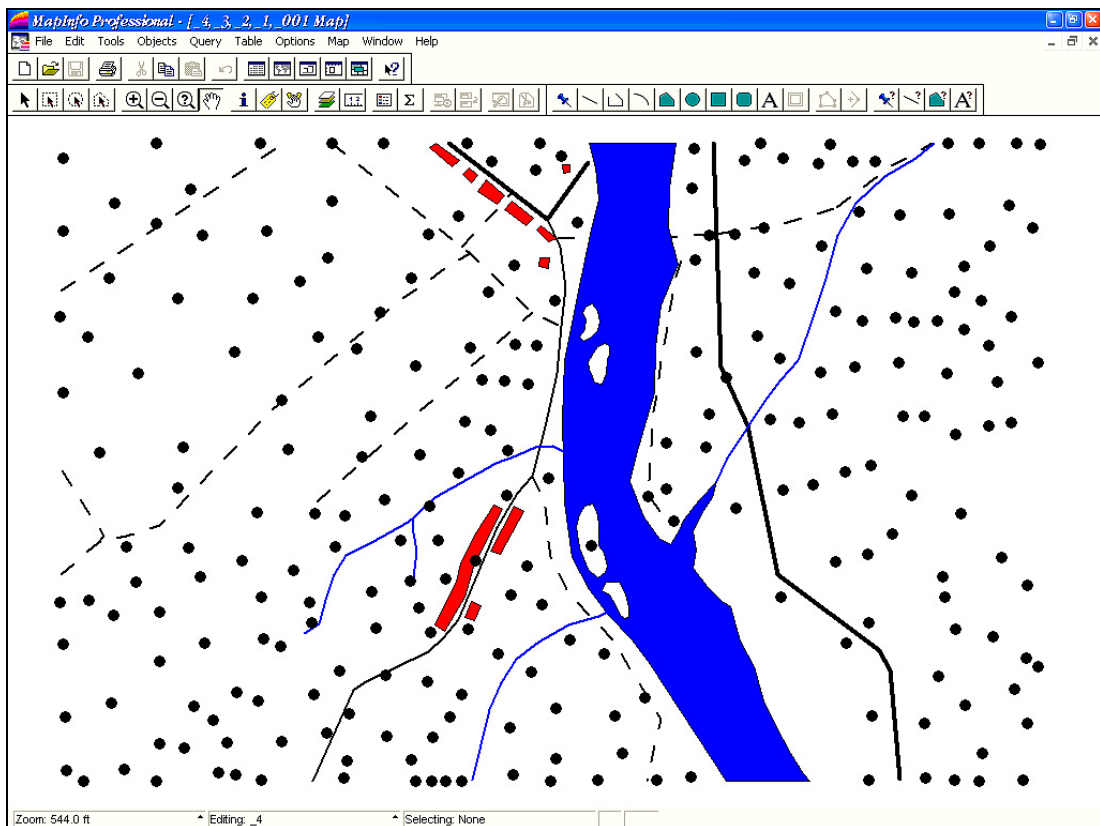 MapInfo Professional - [_4,_3,_2,_1,_001 Map]
File Edit Tools Objects Query Table Options Map Window Help
Zoom: 544.0 ft Editing: _4 Selecting: None